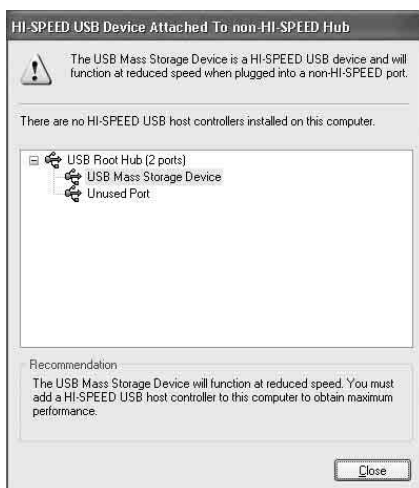 HI-SPEED USB Device Attached To non-HI-SPEED Hub
The USB Mass Storage Device is a HI-SPEED USB device and will
function at reduced speed when plugged into a non-HI-SPEED port.
There are no HI-SPEED USB host controllers installed on this computer.
USB Root Hub (2 ports)
USB Mass Storage Device
Unused Port
Recommendation
The USB Mass Storage Device will function at reduced speed. You must
add a HI-SPEED USB host controller to this computer to obtain maximum
performance.
Close